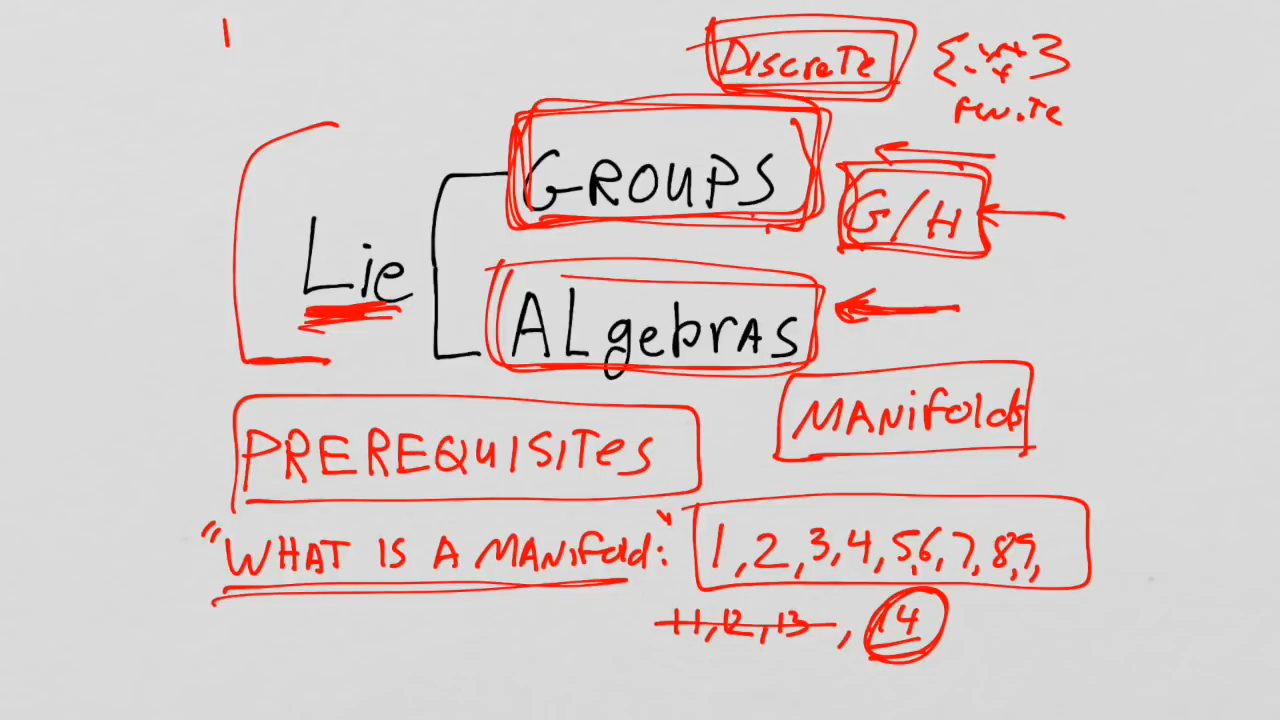 Discrete
finite
GROUPS
G/H
Lie
ALgebras
MANifolds
PREREQUISITes
"WHAT IS A MANifold:"
1, 2, 3, 4, 5, 6, 7, 8, 9,
11, 12, 13, 14